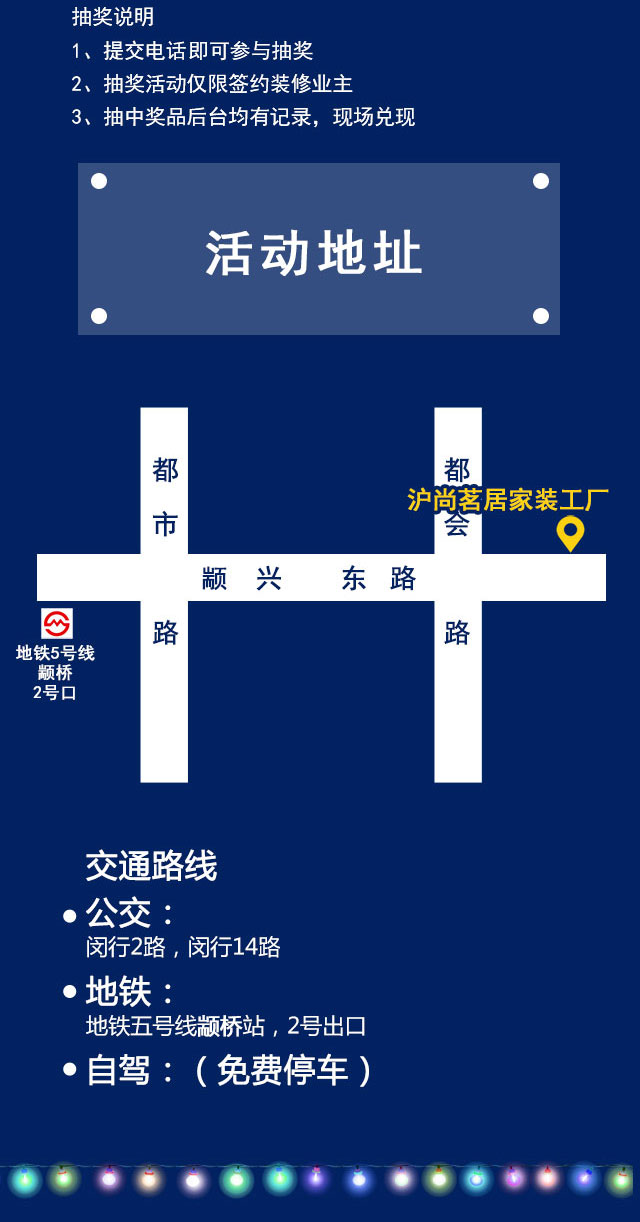 抽奖说明
1、提交电话即可参与抽奖
2、抽奖活动仅限签约装修业主
3、抽中奖品后台均有记录，现场兑现
活动地址
都市路
都会路
沪尚茗居家装工厂
颛兴东路
地铁5号线
颛桥
2号口
交通路线
公交：
闵行2路，闵行14路
地铁：
地铁五号线颛桥站，2号出口
自驾：（免费停车）